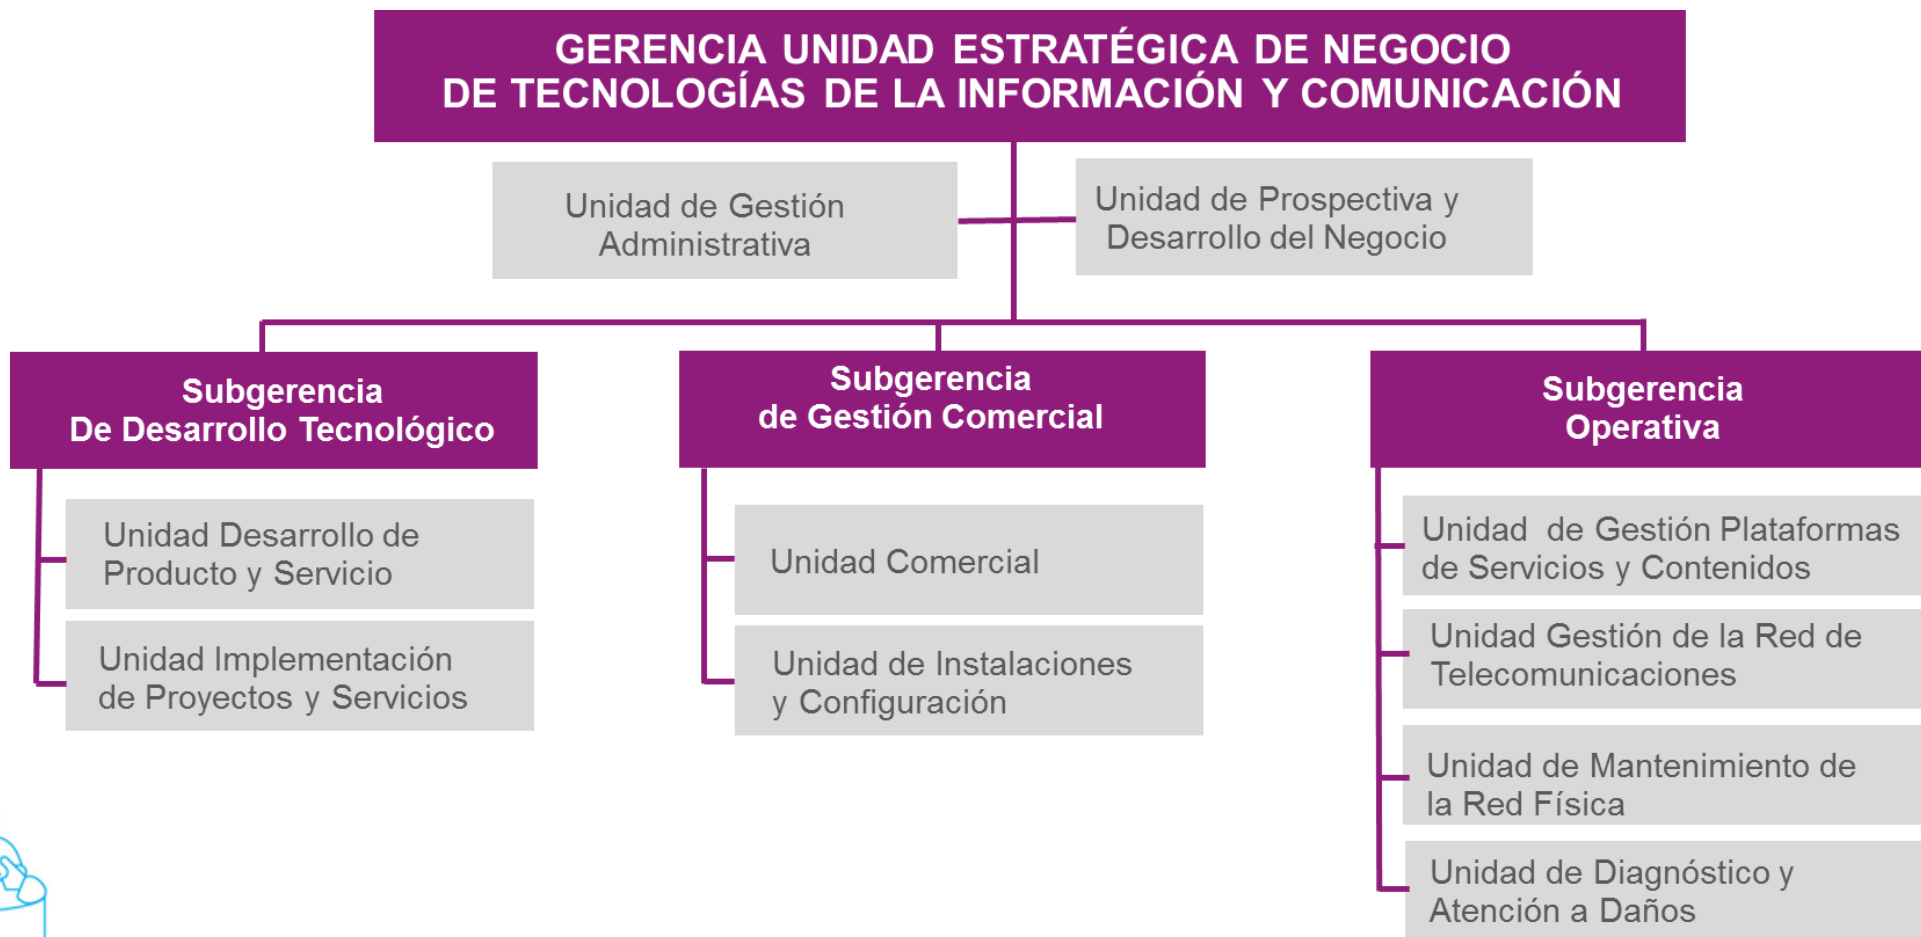 GERENCIA UNIDAD ESTRATÉGICA DE NEGOCIO
DE TECNOLOGÍAS DE LA INFORMACIÓN Y COMUNICACIÓN
Unidad de Gestión
Administrativa
Unidad de Prospectiva y
Desarrollo del Negocio
Subgerencia
De Desarrollo Tecnológico
Unidad Desarrollo de
Producto y Servicio
Unidad Implementación
de Proyectos y Servicios
Subgerencia
de Gestión Comercial
Unidad Comercial
Unidad de Instalaciones
y Configuración
Subgerencia
Operativa
Unidad de Gestión Plataformas
de Servicios y Contenidos
Unidad Gestión de la Red de
Telecomunicaciones
Unidad de Mantenimiento de
la Red Física
Unidad de Diagnóstico y
Atención a Daños